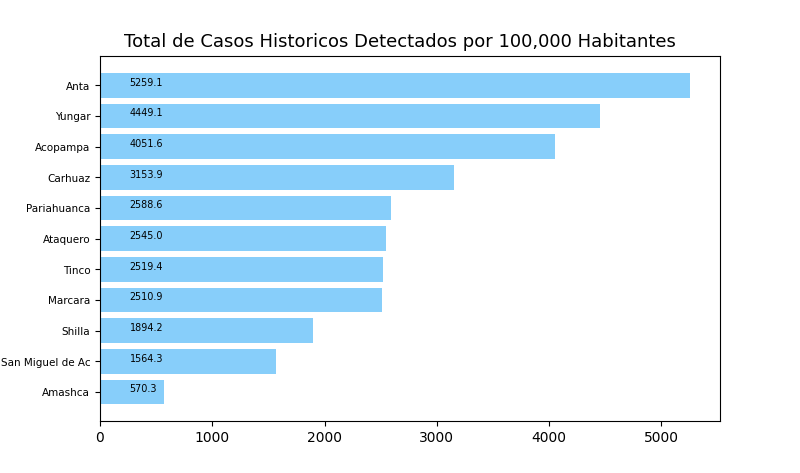 Total de Casos Historicos Detectados por 100,000 Habitantes
Anta 5259.1
Yungar 4449.1
Acopampa 4051.6
Carhuaz 3153.9
Pariahuanca 2588.6
Ataquero 2545.0
Tinco 2519.4
Marcara 2510.9
Shilla 1894.2
San Miguel de Ac 1564.3
Amashca 570.3
0 1000 2000 3000 4000 5000